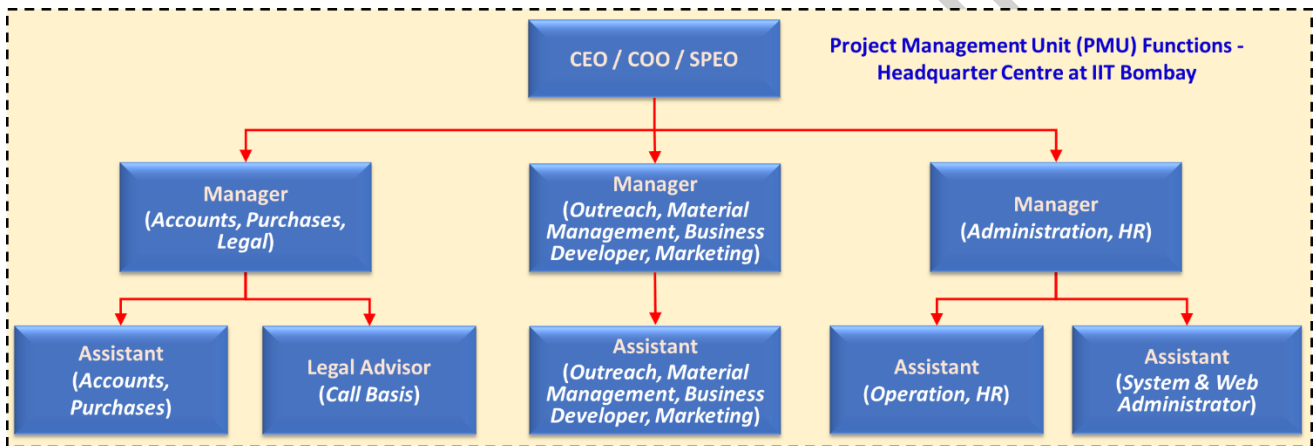 CEO / COO / SPEO
Project Management Unit (PMU) Functions -
Headquarter Centre at IIT Bombay
Manager
(Accounts, Purchases,
Legal)
Manager
(Outreach, Material
Management, Business
Developer, Marketing)
Manager
(Administration, HR)
Assistant
(Accounts,
Purchases)
Legal Advisor
(Call Basis)
Assistant
(Outreach, Material
Management, Business
Developer, Marketing)
Assistant
(Operation, HR)
Assistant
(System & Web
Administrator)